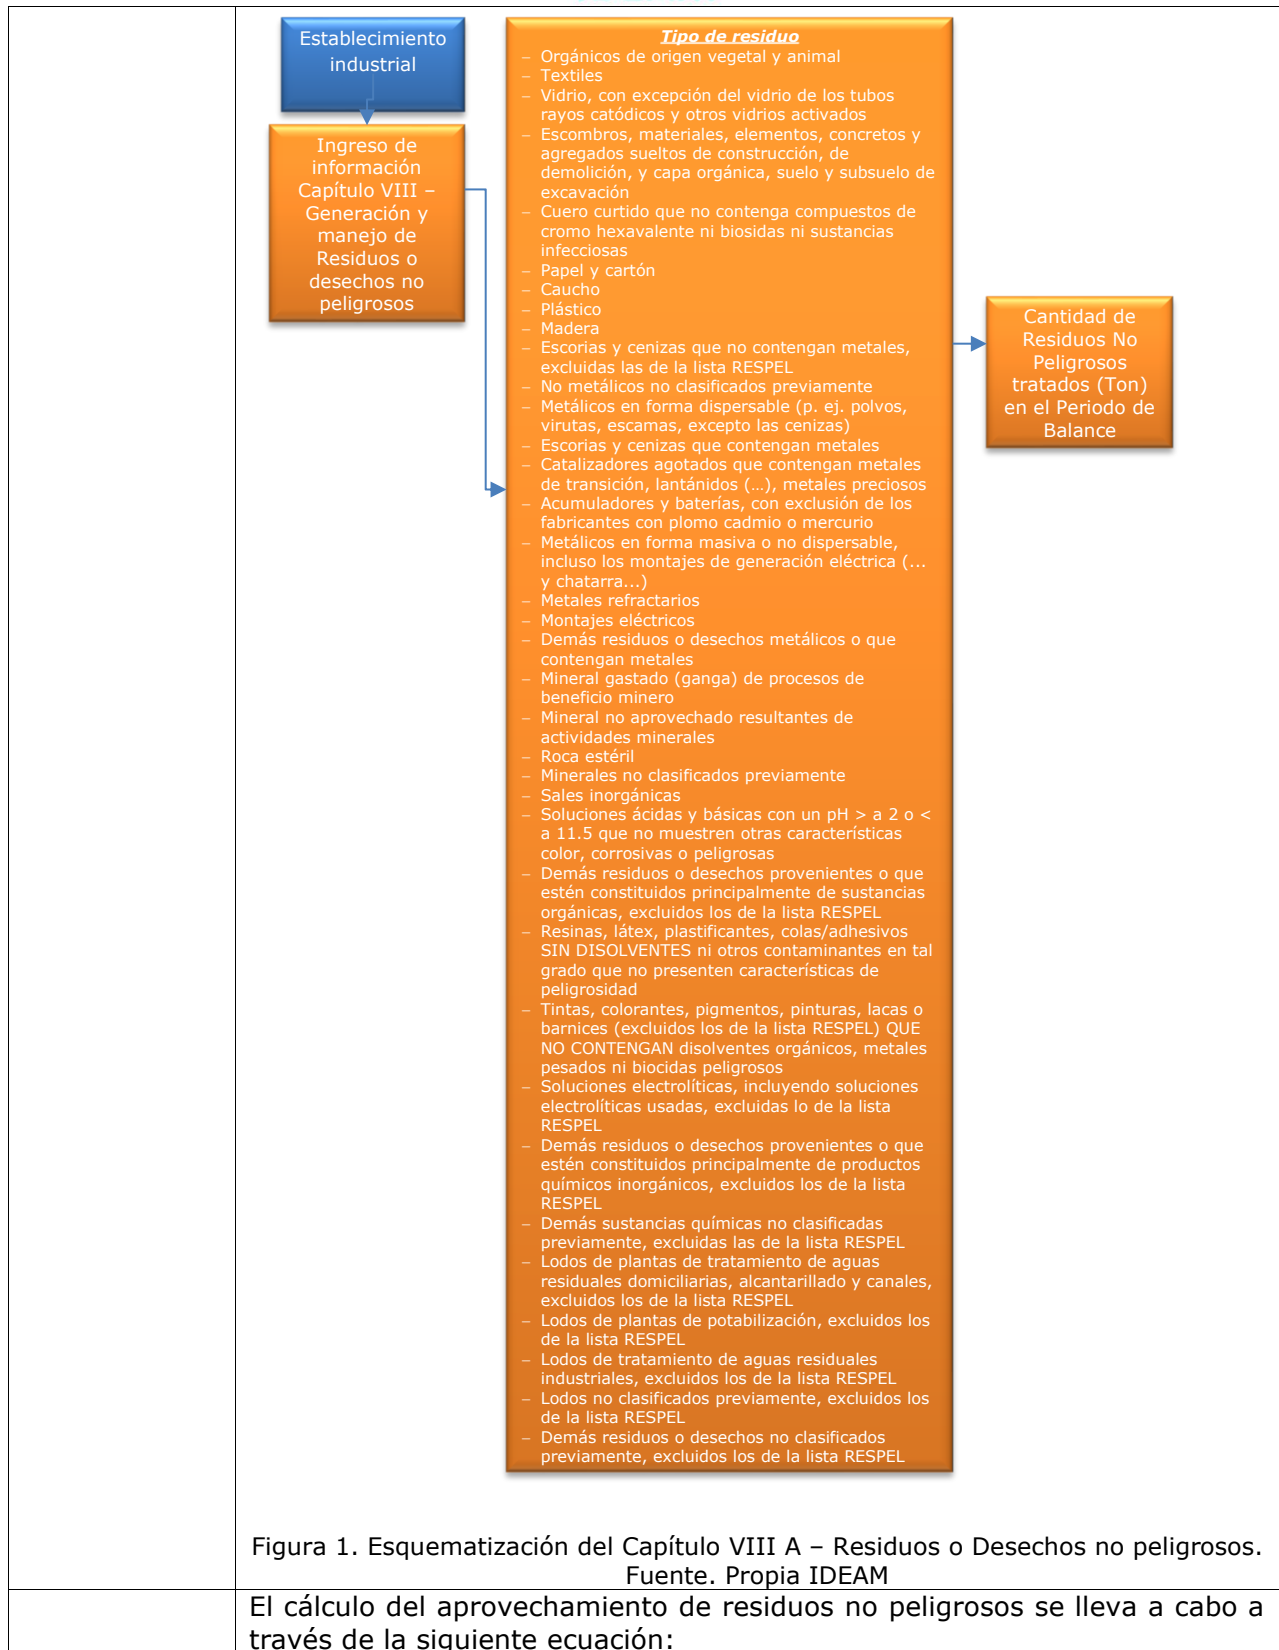 Establecimiento
industrial
Ingreso de
información
Capítulo VIII –
Generación y
manejo de
Residuos o
desechos no
peligrosos
Tipo de residuo
– Orgánicos de origen vegetal y animal
– Textiles
– Vidrio, con excepción del vidrio de los tubos
rayos catódicos y otros vidrios activados
– Escombros, materiales, elementos, concretos y
agregados sueltos de construcción, de
demolición, y capa orgánica, suelo y subsuelo de
excavación
– Cuero curtido que no contenga compuestos de
cromo hexavalente ni biosidas ni sustancias
infecciosas
– Papel y cartón
– Caucho
– Plástico
– Madera
– Escorias y cenizas que no contengan metales,
excluidas las de la lista RESPEL
– No metálicos no clasificados previamente
– Metálicos en forma dispersable (p. ej. polvos,
virutas, escamas, excepto las cenizas)
– Escorias y cenizas que contengan metales
– Catalizadores agotados que contengan metales
de transición, lantánidos (…), metales preciosos
– Acumuladores y baterías, con exclusión de los
fabricantes con plomo cadmio o mercurio
– Metálicos en forma masiva o no dispersable,
incluso los montajes de generación eléctrica (...
y chatarra...)
– Metales refractarios
– Montajes eléctricos
– Demás residuos o desechos metálicos o que
contengan metales
– Mineral gastado (ganga) de procesos de
beneficio minero
– Mineral no aprovechado resultantes de
actividades minerales
– Roca estéril
– Minerales no clasificados previamente
– Sales inorgánicas
– Soluciones ácidas y básicas con un pH > a 2 o <
a 11.5 que no muestren otras características
color, corrosivas o peligrosas
– Demás residuos o desechos provenientes o que
estén constituidos principalmente de sustancias
orgánicas, excluidos los de la lista RESPEL
– Resinas, látex, plastificantes, colas/adhesivos
SIN DISOLVENTES ni otros contaminantes en tal
grado que no presenten características de
peligrosidad
– Tintas, colorantes, pigmentos, pinturas, lacas o
barnices (excluidos los de la lista RESPEL) QUE
NO CONTENGAN disolventes orgánicos, metales
pesados ni biocidas peligrosos
– Soluciones electrolíticas, incluyendo soluciones
electrolíticas usadas, excluidas lo de la lista
RESPEL
– Demás residuos o desechos provenientes o que
estén constituidos principalmente de productos
químicos inorgánicos, excluidos los de la lista
RESPEL
– Demás sustancias químicas no clasificadas
previamente, excluidas las de la lista RESPEL
– Lodos de plantas de tratamiento de aguas
residuales domiciliarias, alcantarillado y canales,
excluidos los de la lista RESPEL
– Lodos de plantas de potabilización, excluidos los
de la lista RESPEL
– Lodos de tratamiento de aguas residuales
industriales, excluidos los de la lista RESPEL
– Lodos no clasificados previamente, excluidos los
de la lista RESPEL
– Demás residuos o desechos no clasificados
previamente, excluidos los de la lista RESPEL
Cantidad de
Residuos No
Peligrosos
tratados (Ton)
en el Periodo de
Balance
Figura 1. Esquematización del Capítulo VIII A – Residuos o Desechos no peligrosos.
Fuente. Propia IDEAM
El cálculo del aprovechamiento de residuos no peligrosos se lleva a cabo a
través de la siguiente ecuación: